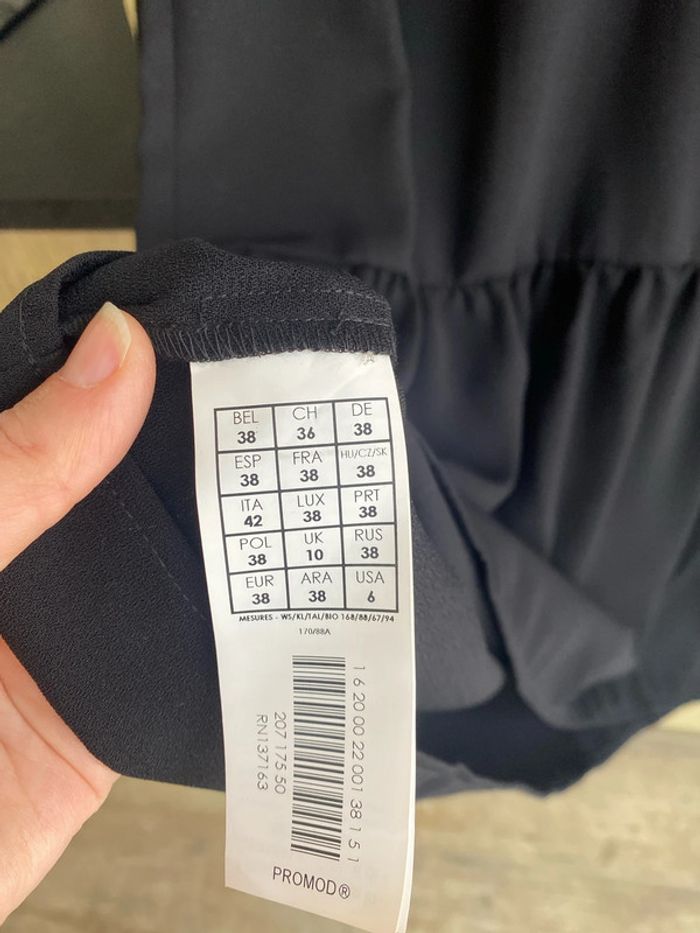 BEL CH DE
38 36 38
ESP FRA HU/CZ/SK
38 38 38
ITA LUX PRT
42 38 38
POL UK RUS
38 10 38
EUR ARA USA
38 38 6
MESURES - WS/KL/TAL/BIO 168/88/67/94
170/88A
1 6 20 00 22 001 38 1 5 1
207 175 50
RN137163
PROMOD®